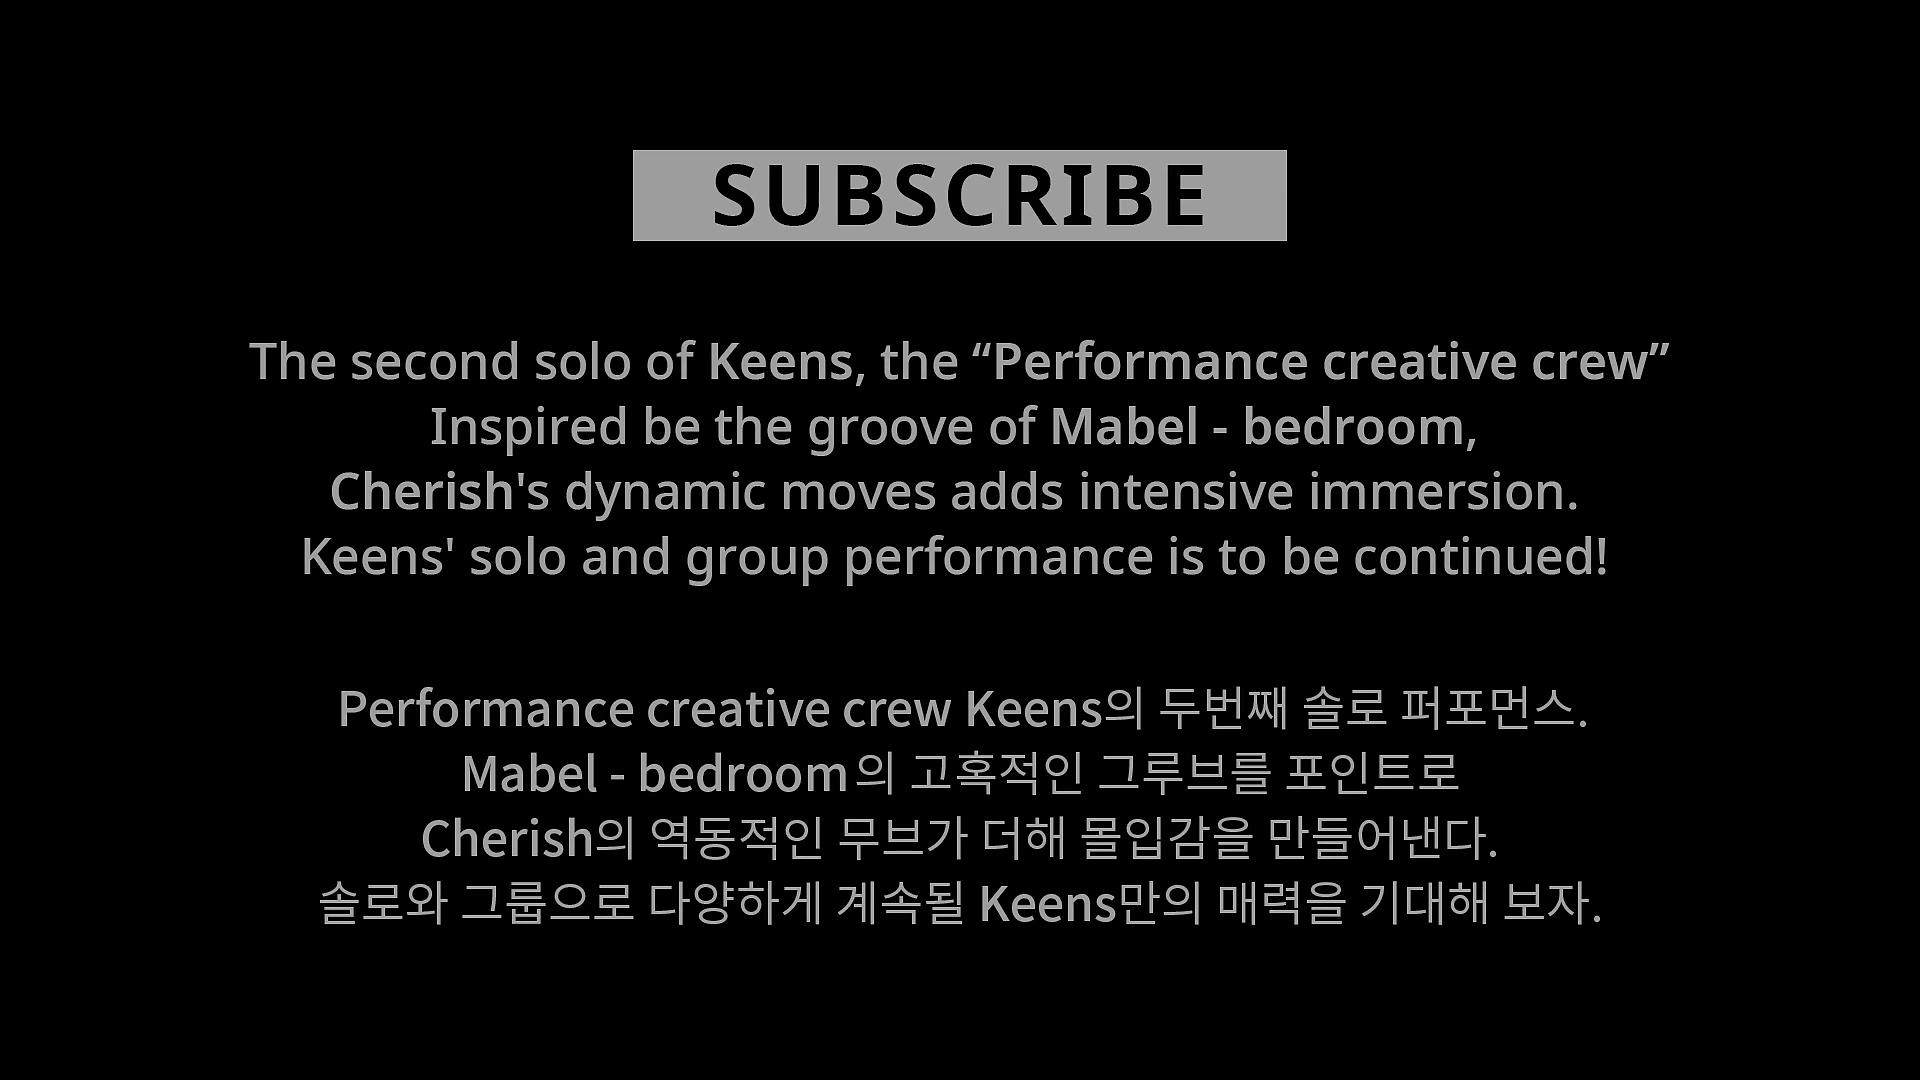 SUBSCRIBE
The second solo of Keens, the “Performance creative crew”
Inspired be the groove of Mabel - bedroom,
Cherish's dynamic moves adds intensive immersion.
Keens' solo and group performance is to be continued!
Performance creative crew Keens의 두번째 솔로 퍼포먼스.
Mabel - bedroom의 고혹적인 그루브를 포인트로
Cherish의 역동적인 무브가 더해 몰입감을 만들어낸다.
솔로와 그룹으로 다양하게 계속될 Keens만의 매력을 기대해 보자.